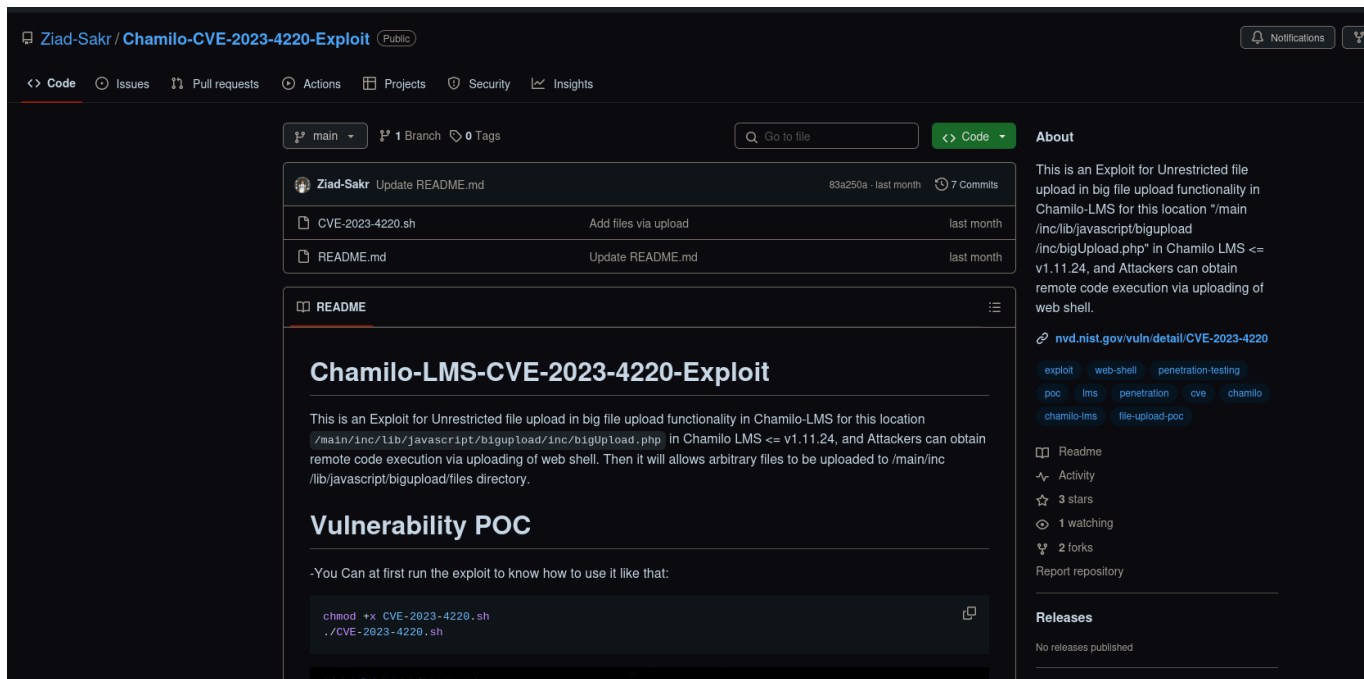 Ziad-Sakr / Chamilo-CVE-2023-4220-Exploit Public
Notifications
Code Issues Pull requests Actions Projects Security Insights
main 1 Branch 0 Tags Go to file Code
Ziad-Sakr Update README.md 83a250a · last month 7 Commits
CVE-2023-4220.sh Add files via upload last month
README.md Update README.md last month
README
Chamilo-LMS-CVE-2023-4220-Exploit
This is an Exploit for Unrestricted file upload in big file upload functionality in Chamilo-LMS for this location
/main/inc/lib/javascript/bigupload/inc/bigUpload.php in Chamilo LMS <= v1.11.24, and Attackers can obtain
remote code execution via uploading of web shell. Then it will allows arbitrary files to be uploaded to /main/inc
/lib/javascript/bigupload/files directory.
Vulnerability POC
-You Can at first run the exploit to know how to use it like that:
chmod +x CVE-2023-4220.sh
./CVE-2023-4220.sh
About
This is an Exploit for Unrestricted file
upload in big file upload functionality in
Chamilo-LMS for this location "/main
/inc/lib/javascript/bigupload
/inc/bigUpload.php" in Chamilo LMS <=
v1.11.24, and Attackers can obtain
remote code execution via uploading of
web shell.
nvd.nist.gov/vuln/detail/CVE-2023-4220
exploit web-shell penetration-testing
poc lms penetration cve chamilo
chamilo-lms file-upload-poc
Readme
Activity
3 stars
1 watching
2 forks
Report repository
Releases
No releases published